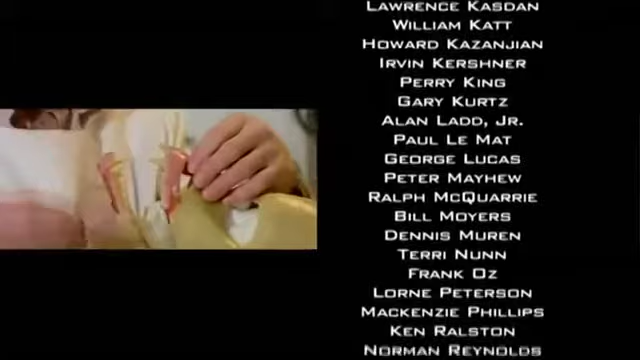 LAWRENCE KASDAN
WILLIAM KATT
HOWARD KAZANJIAN
IRVIN KERSHNER
PERRY KING
GARY KURTZ
ALAN LADD, JR.
PAUL LE MAT
GEORGE LUCAS
PETER MAYHEW
RALPH MCQUARRIE
BILL MOYERS
DENNIS MUREN
TERRI NUNN
FRANK OZ
LORNE PETERSON
MACKENZIE PHILLIPS
KEN RALSTON
NORMAN REYNOLDS